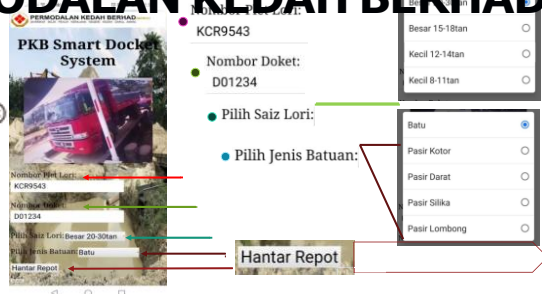 PERMODALAN KEDAH BERHAD
PERMODALAN KEDAH BERHAD
PKB Smart Docket
System
Nombor Plet Lori:
KCR9543
Nombor Doket:
D01234
Pilih Saiz Lori: Besar 20-30tan
Pilih Jenis Batuan: Batu
Hantar Repot
Nombor Plet Lori:
KCR9543
Nombor Doket:
D01234
Pilih Saiz Lori:
Pilih Jenis Batuan:
Hantar Repot
Besar 15-18tan
Kecil 12-14tan
Kecil 8-11tan
Batu
Pasir Kotor
Pasir Darat
Pasir Silika
Pasir Lombong